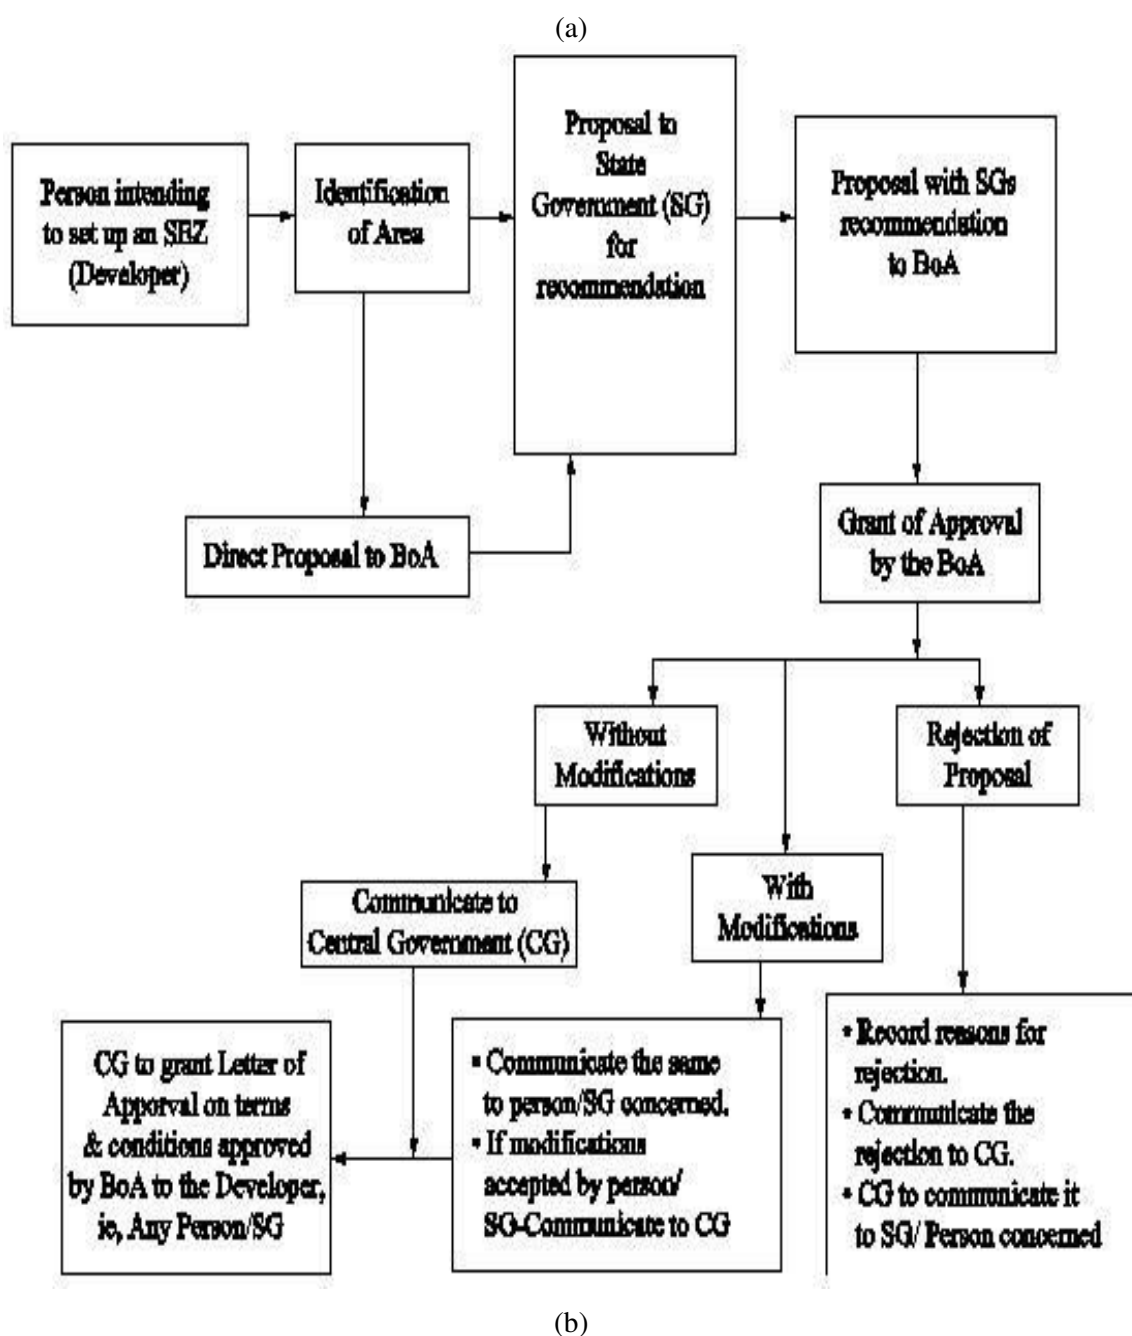 (a)
Person intending
to set up an SEZ
(Developer)
Identification
of Area
Proposal to
State
Government (SG)
for
recommendation
Proposal with SGs
recommendation
to BoA
Direct Proposal to BoA
Grant of Approval
by the BoA
Without
Modifications
Rejection of
Proposal
With
Modifications
Communicate to
Central Government (CG)
CG to grant Letter of
Apporval on terms
& conditions approved
by BoA to the Developer,
ie, Any Person/SG
• Communicate the same
to person/SG concerned.
• If modifications
accepted by person/
SG-Communicate to CG
• Record reasons for
rejection.
• Communicate the
rejection to CG.
• CG to communicate it
to SG/ Person concerned
(b)